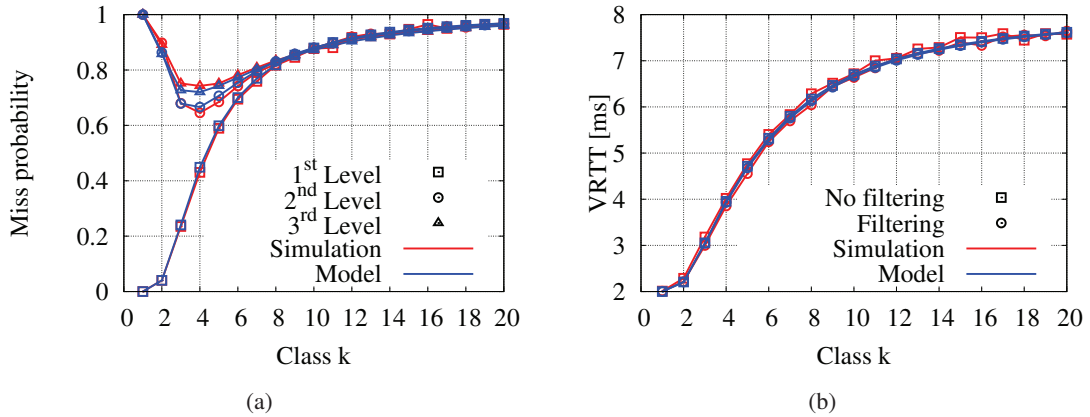 1
0.8
0.6
0.4
0.2
0
Miss probability
1st Level
2nd Level
3rd Level
Simulation
Model
0 2 4 6 8 10 12 14 16 18 20
Class k
(a)
8
7
6
5
4
3
2
VRTT [ms]
No filtering
Filtering
Simulation
Model
0 2 4 6 8 10 12 14 16 18 20
Class k
(b)